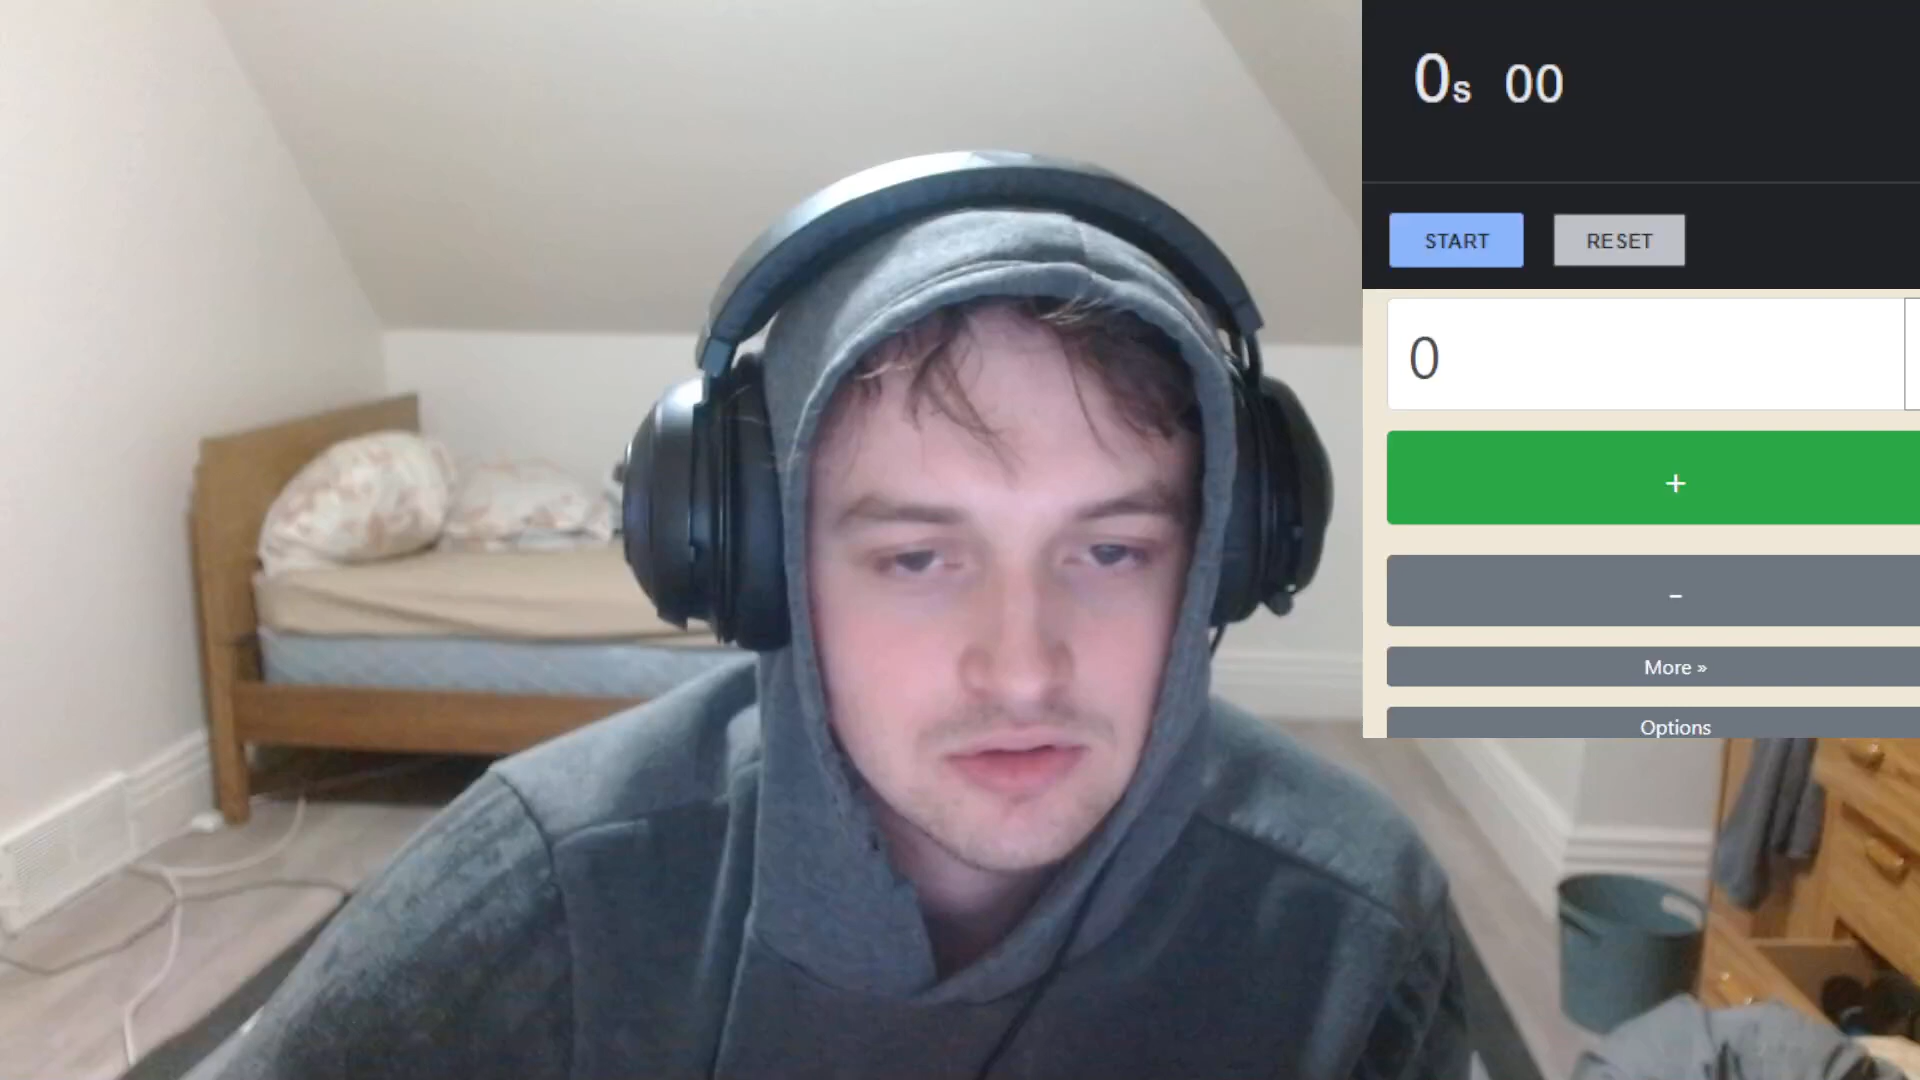 0s 00
START RESET
0
+
-
More »
Options